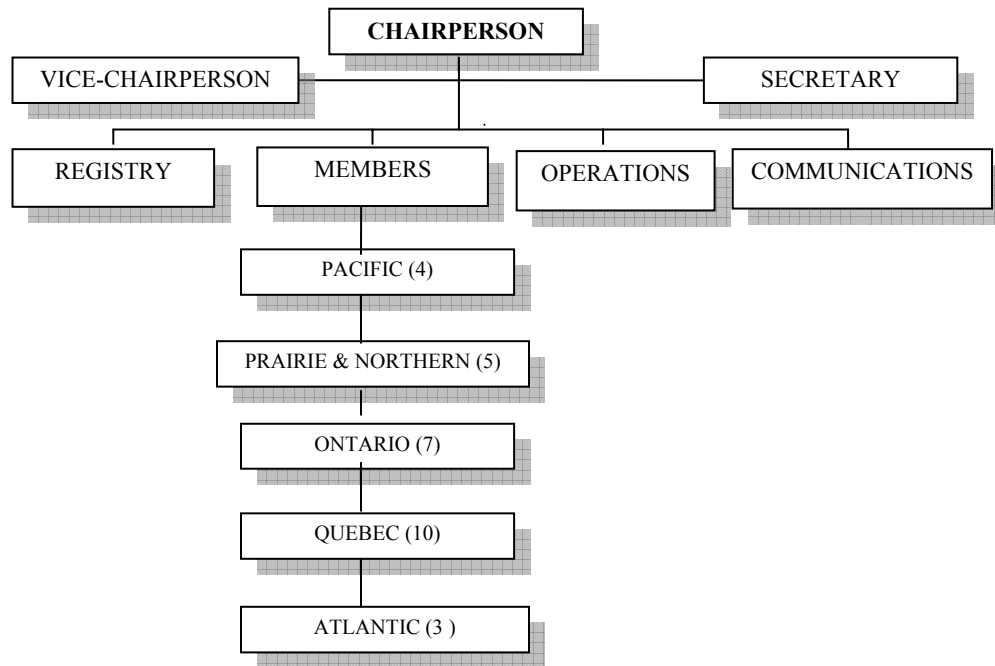 CHAIRPERSON
VICE-CHAIRPERSON
SECRETARY
REGISTRY
MEMBERS
OPERATIONS
COMMUNICATIONS
PACIFIC (4)
PRAIRIE & NORTHERN (5)
ONTARIO (7)
QUEBEC (10)
ATLANTIC (3 )